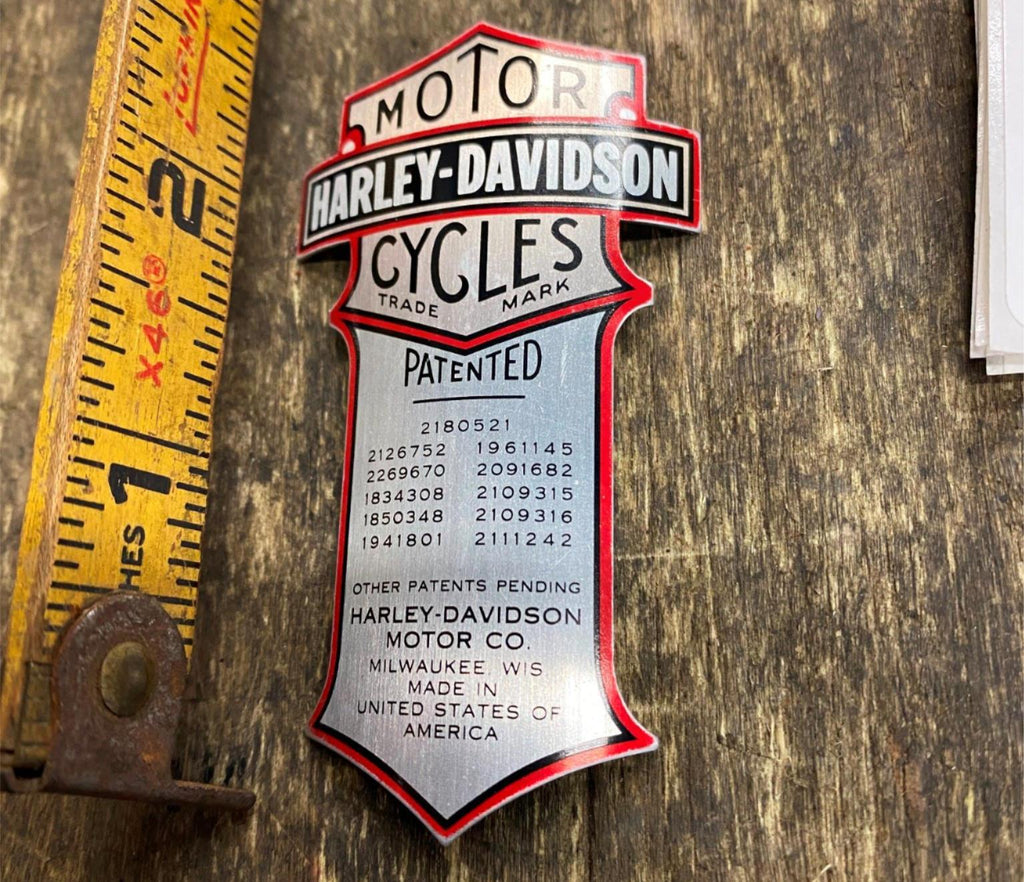 MOTOR
HARLEY-DAVIDSON
CYCLES
TRADE MARK
PATENTED
2180521
2126752 1961145
2269670 2091682
1834308 2109315
1850348 2109316
1941801 2111242
OTHER PATENTS PENDING
HARLEY-DAVIDSON
MOTOR CO.
MILWAUKEE, WIS
MADE IN
UNITED STATES OF
AMERICA
2
X46®
1
HES